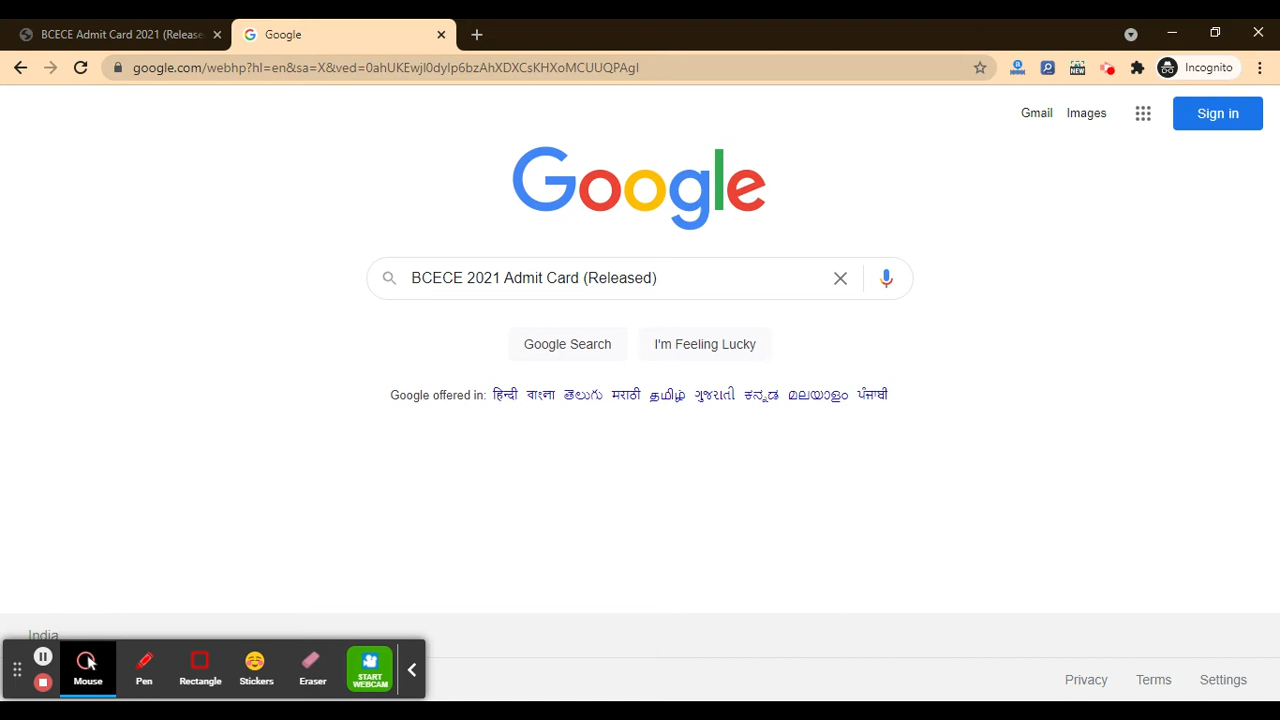 BCECE Admit Card 2021 (Release
Google
google.com/webhp?hl=en&sa=X&ved=0ahUKEwjI0dyIp6bzAhXDXCsKHXoMCUUQPAgI
NEW
Incognito
Gmail Images
Sign in
Google
BCECE 2021 Admit Card (Released)
Google Search
I'm Feeling Lucky
Google offered in: हिन्दी বাংলা తెలుగు मराठी தமிழ் ગુજરાતી ಕನ್ನಡ മലയാളം ਪੰਜਾਬੀ
India
Mouse
Pen
Rectangle
Stickers
Eraser
START
WEBCAM
Privacy Terms Settings